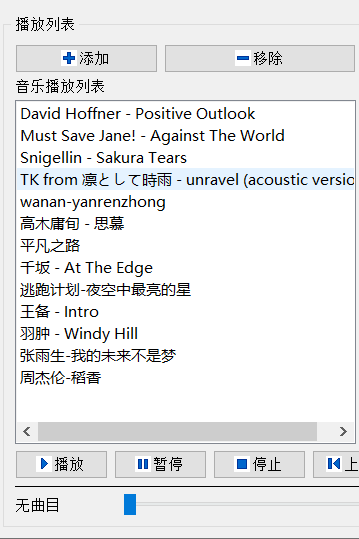 播放列表
添加 移除
音乐播放列表
David Hoffner - Positive Outlook
Must Save Jane! - Against The World
Snigellin - Sakura Tears
TK from 凛として時雨 - unravel (acoustic versio
wanan-yanrenzhong
高木庸旬 - 思慕
平凡之路
千坂 - At The Edge
逃跑计划-夜空中最亮的星
王备 - Intro
羽肿 - Windy Hill
张雨生-我的未来不是梦
周杰伦-稻香
播放 暂停 停止 上
无曲目